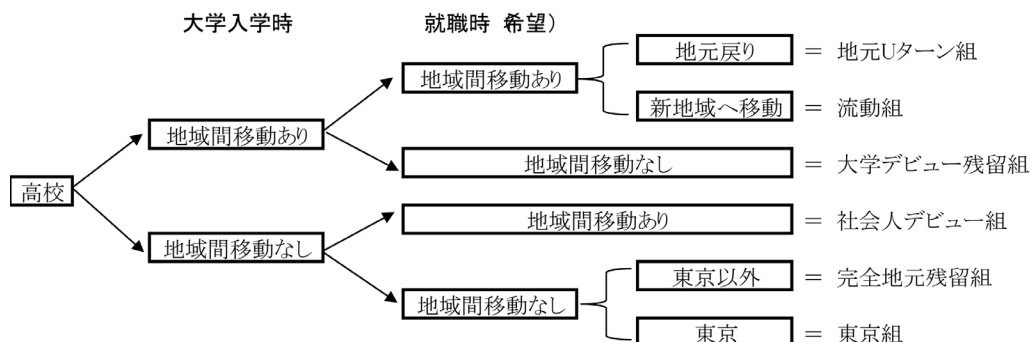 大学入学時 就職時 希望）
地元戻り ＝ 地元Uターン組
地域間移動あり
新地域へ移動 ＝ 流動組
地域間移動あり
地域間移動なし ＝ 大学デビュー残留組
高校
地域間移動あり ＝ 社会人デビュー組
地域間移動なし
東京以外 ＝ 完全地元残留組
地域間移動なし
東京 ＝ 東京組